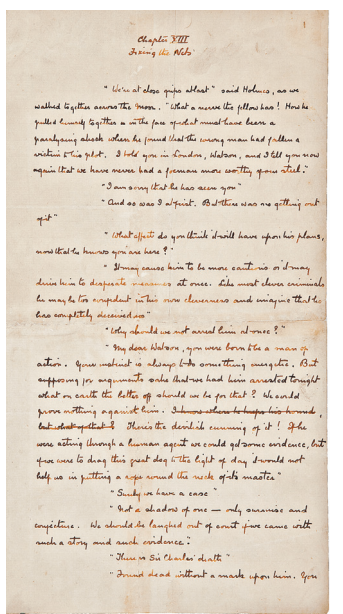 1
Chapter XIII
Fixing the Nets
"We're at close grips at last" said Holmes, as we
walked together across the Moor. "What a nerve the fellow has! How he
pulled himself together in the face of what must have been a
paralysing shock when he found that the wrong man had fallen a
victim to his plot. I told you in London, Watson, and I tell you now
again that we have never had a foeman more worthy of our steel."
"I am sorry that he has seen you"
"And so was I at first. But there was no getting out
of it"
"What effect do you think it will have upon his plans,
now that he knows you are here?"
"It may cause him to be more cautious or it may
drive him to desperate measures at once. Like most clever criminals
he may be too confident in his own cleverness and imagine that he
has completely deceived us"
"Why should we not arrest him at once?"
"My dear Watson, you were born to be a man of
action. Your instinct is always to do something energetic. But
supposing for arguments sake that we had him arrested tonight
what on earth the better off should we be for that? We could
prove nothing against him. I know where he keeps his hound,
but what of that? There's the devilish cunning of it! If he
were acting through a human agent we could get some evidence, but
if we were to drag this great dog to the light of day it would not
help us in putting a rope round the neck of its master"
"Surely we have a case"
"Not a shadow of one — only surmise and
conjecture. We should be laughed out of court if we came with
such a story and such evidence."
"There is Sir Charles' death"
"Found dead without a mark upon him. You